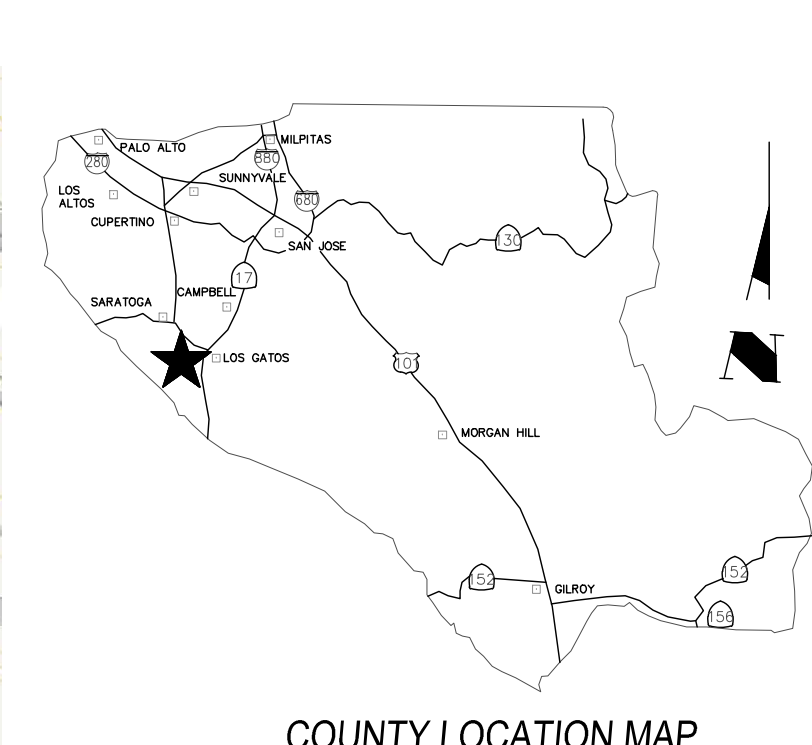 PALO ALTO
MILPITAS
280
880
SUNNYVALE
LOS
ALTOS
680
CUPERTINO
SAN JOSE
130
17
CAMPBELL
SARATOGA
LOS GATOS
101
N
MORGAN HILL
152
GILROY
152
156
COUNTY LOCATION MAP